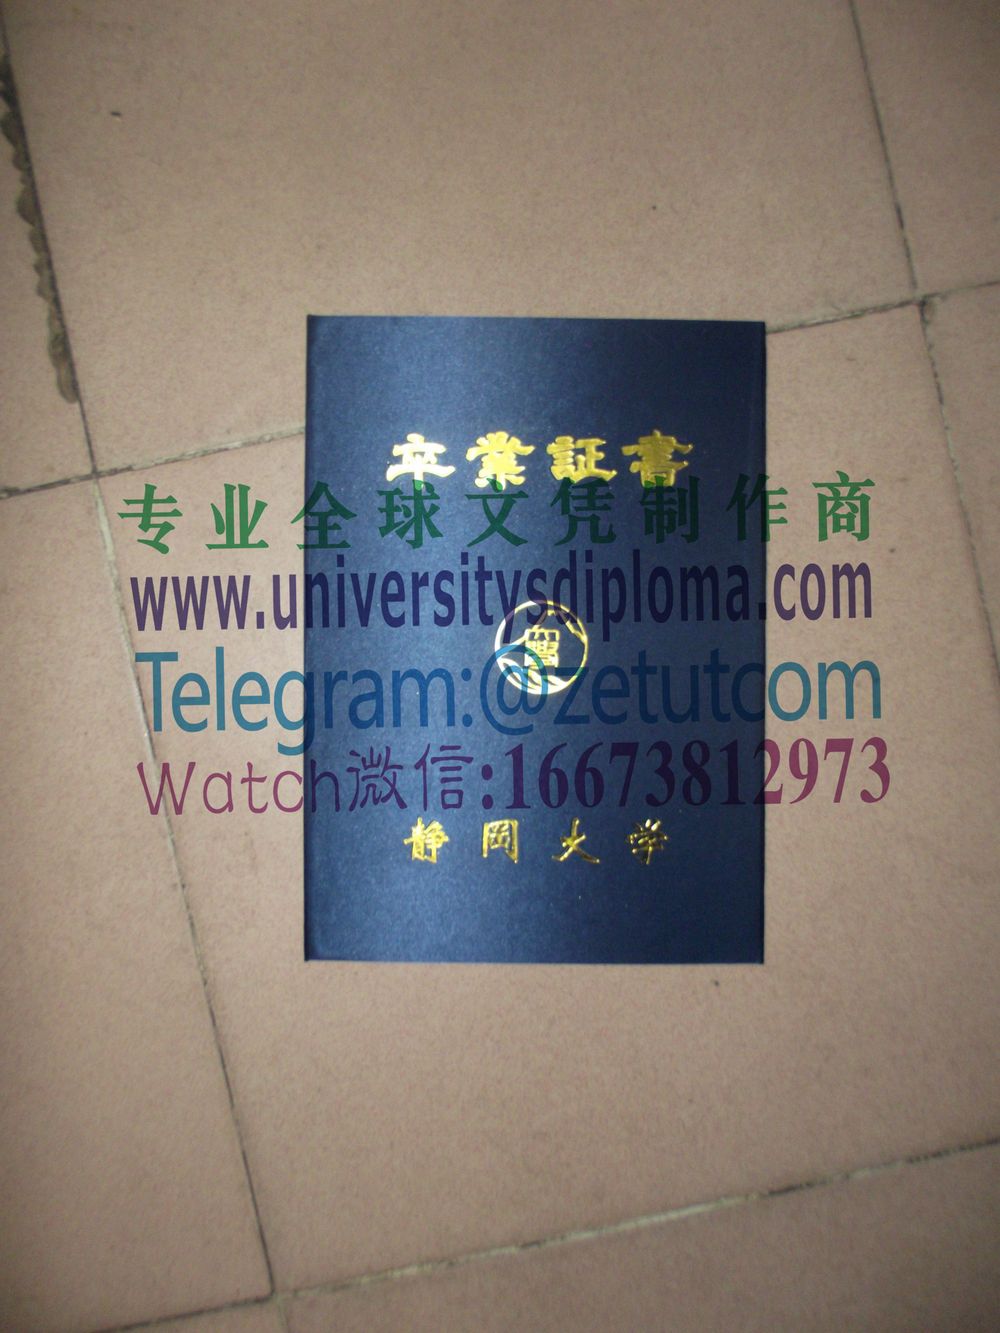 卒業証書
专业全球文凭制作商
www.universitysdiploma.com
Telegram:@zetutcom
Watch微信:16673812973
静岡大学